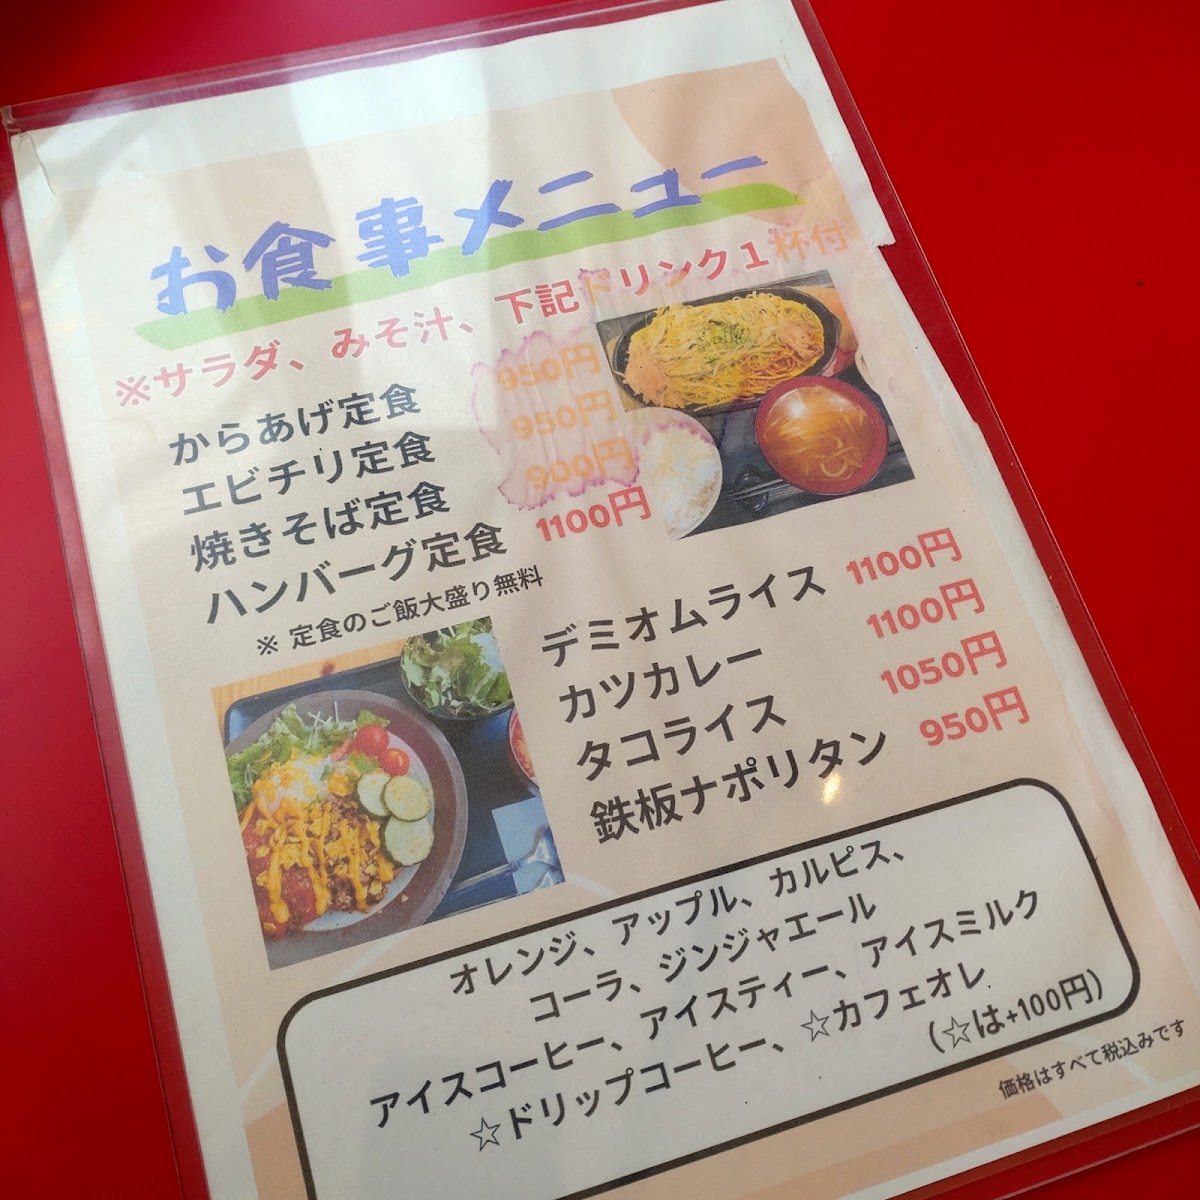 お食事メニュー
※サラダ、みそ汁、下記ドリンク1杯付
からあげ定食 950円
エビチリ定食 950円
焼きそば定食 900円
ハンバーグ定食 1100円
※ 定食のご飯大盛り無料
デミオムライス 1100円
カツカレー 1100円
タコライス 1050円
鉄板ナポリタン 950円
オレンジ、アップル、カルピス、
コーラ、ジンジャエール
アイスコーヒー、アイスティー、アイスミルク
☆ドリップコーヒー、☆カフェオレ
(☆は+100円)
価格はすべて税込みです